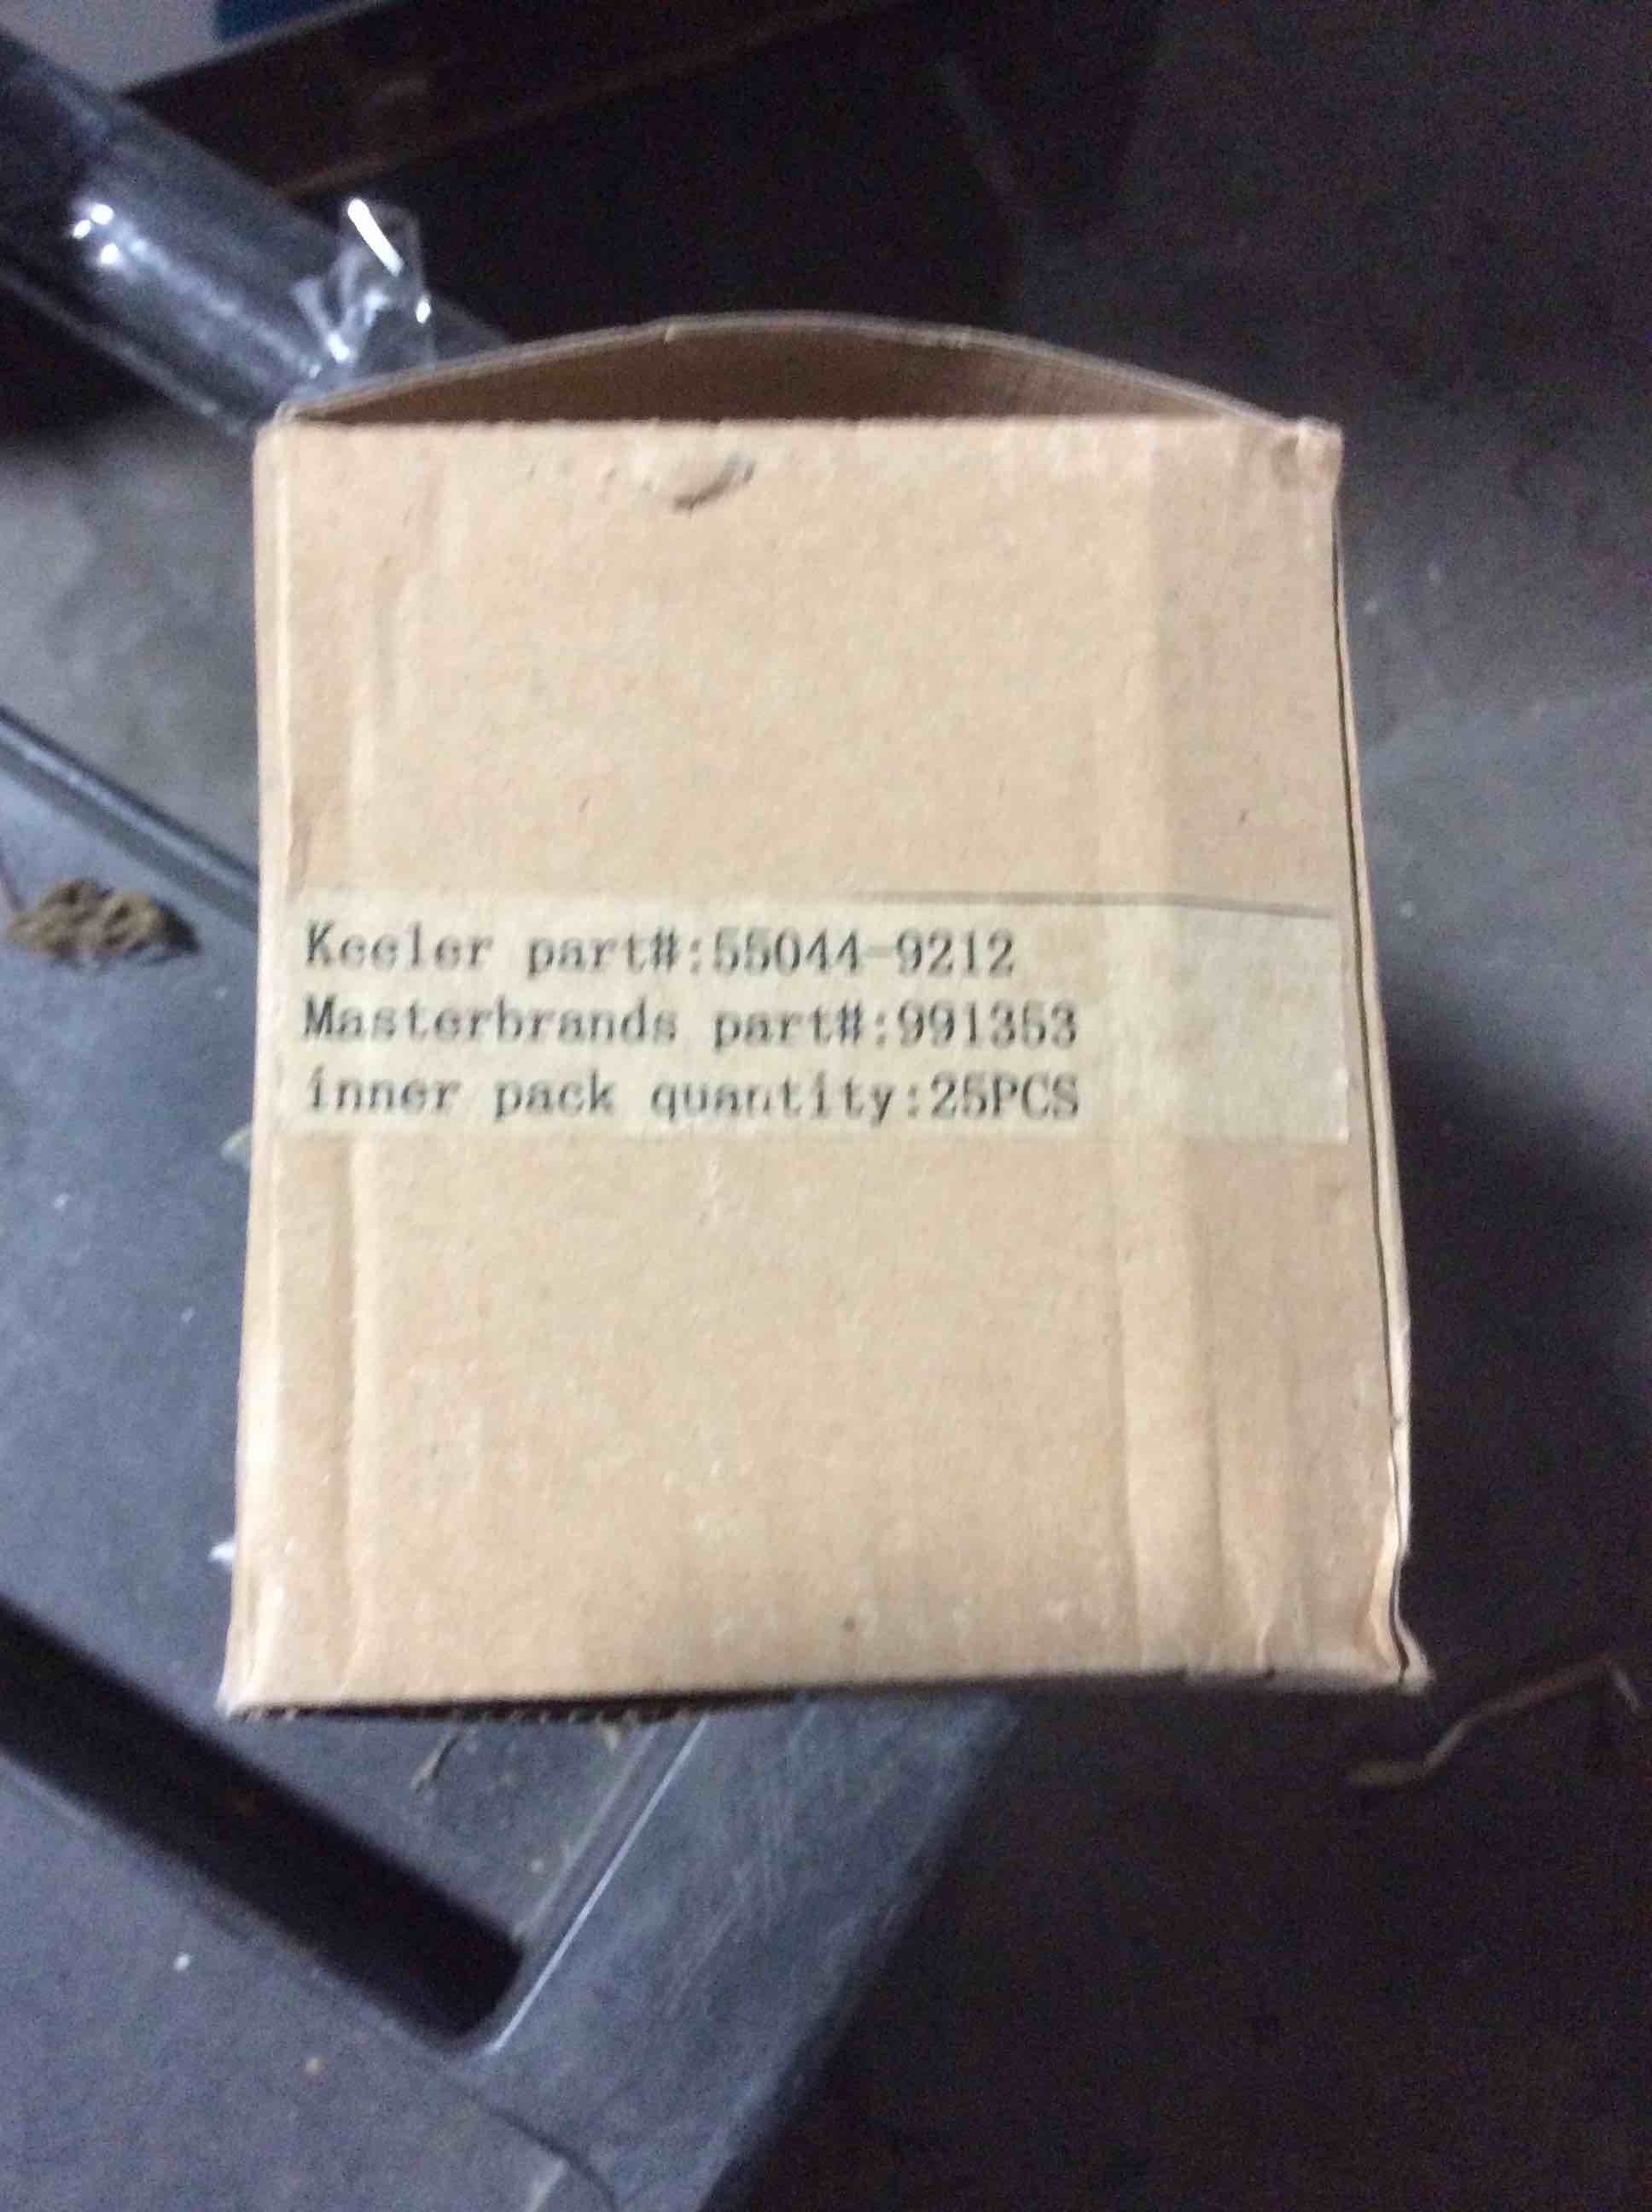 Keeler part#:55044-9212
Masterbrands part#:991353
inner pack quantity:25PCS